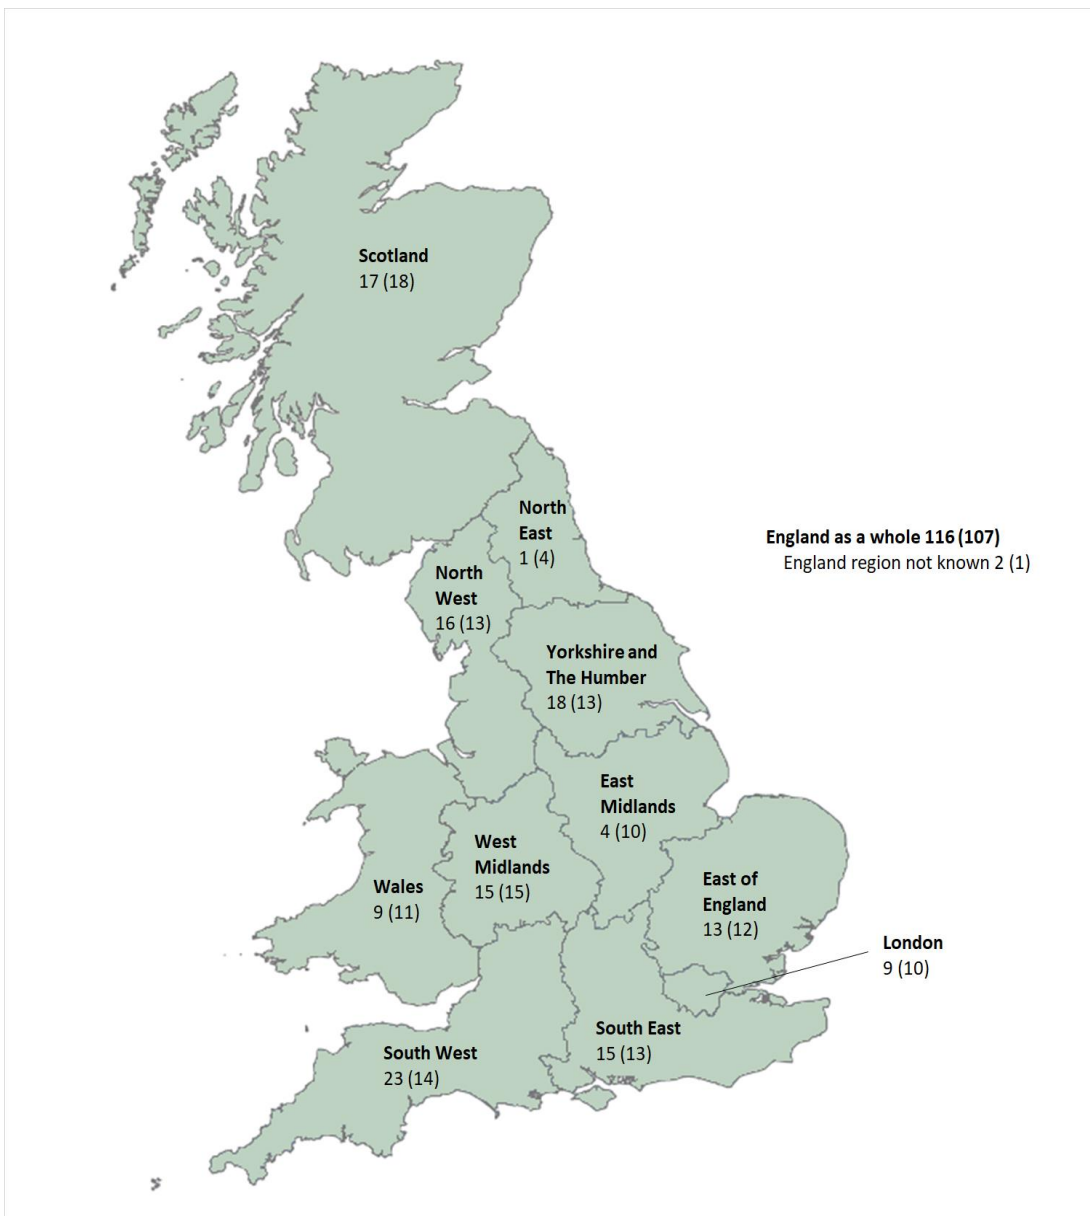 Scotland
17 (18)
North
East
1 (4)
England as a whole 116 (107)
England region not known 2 (1)
North
West
16 (13)
Yorkshire and
The Humber
18 (13)
East
Midlands
4 (10)
West
Midlands
15 (15)
Wales
9 (11)
East of
England
13 (12)
London
9 (10)
South East
15 (13)
South West
23 (14)